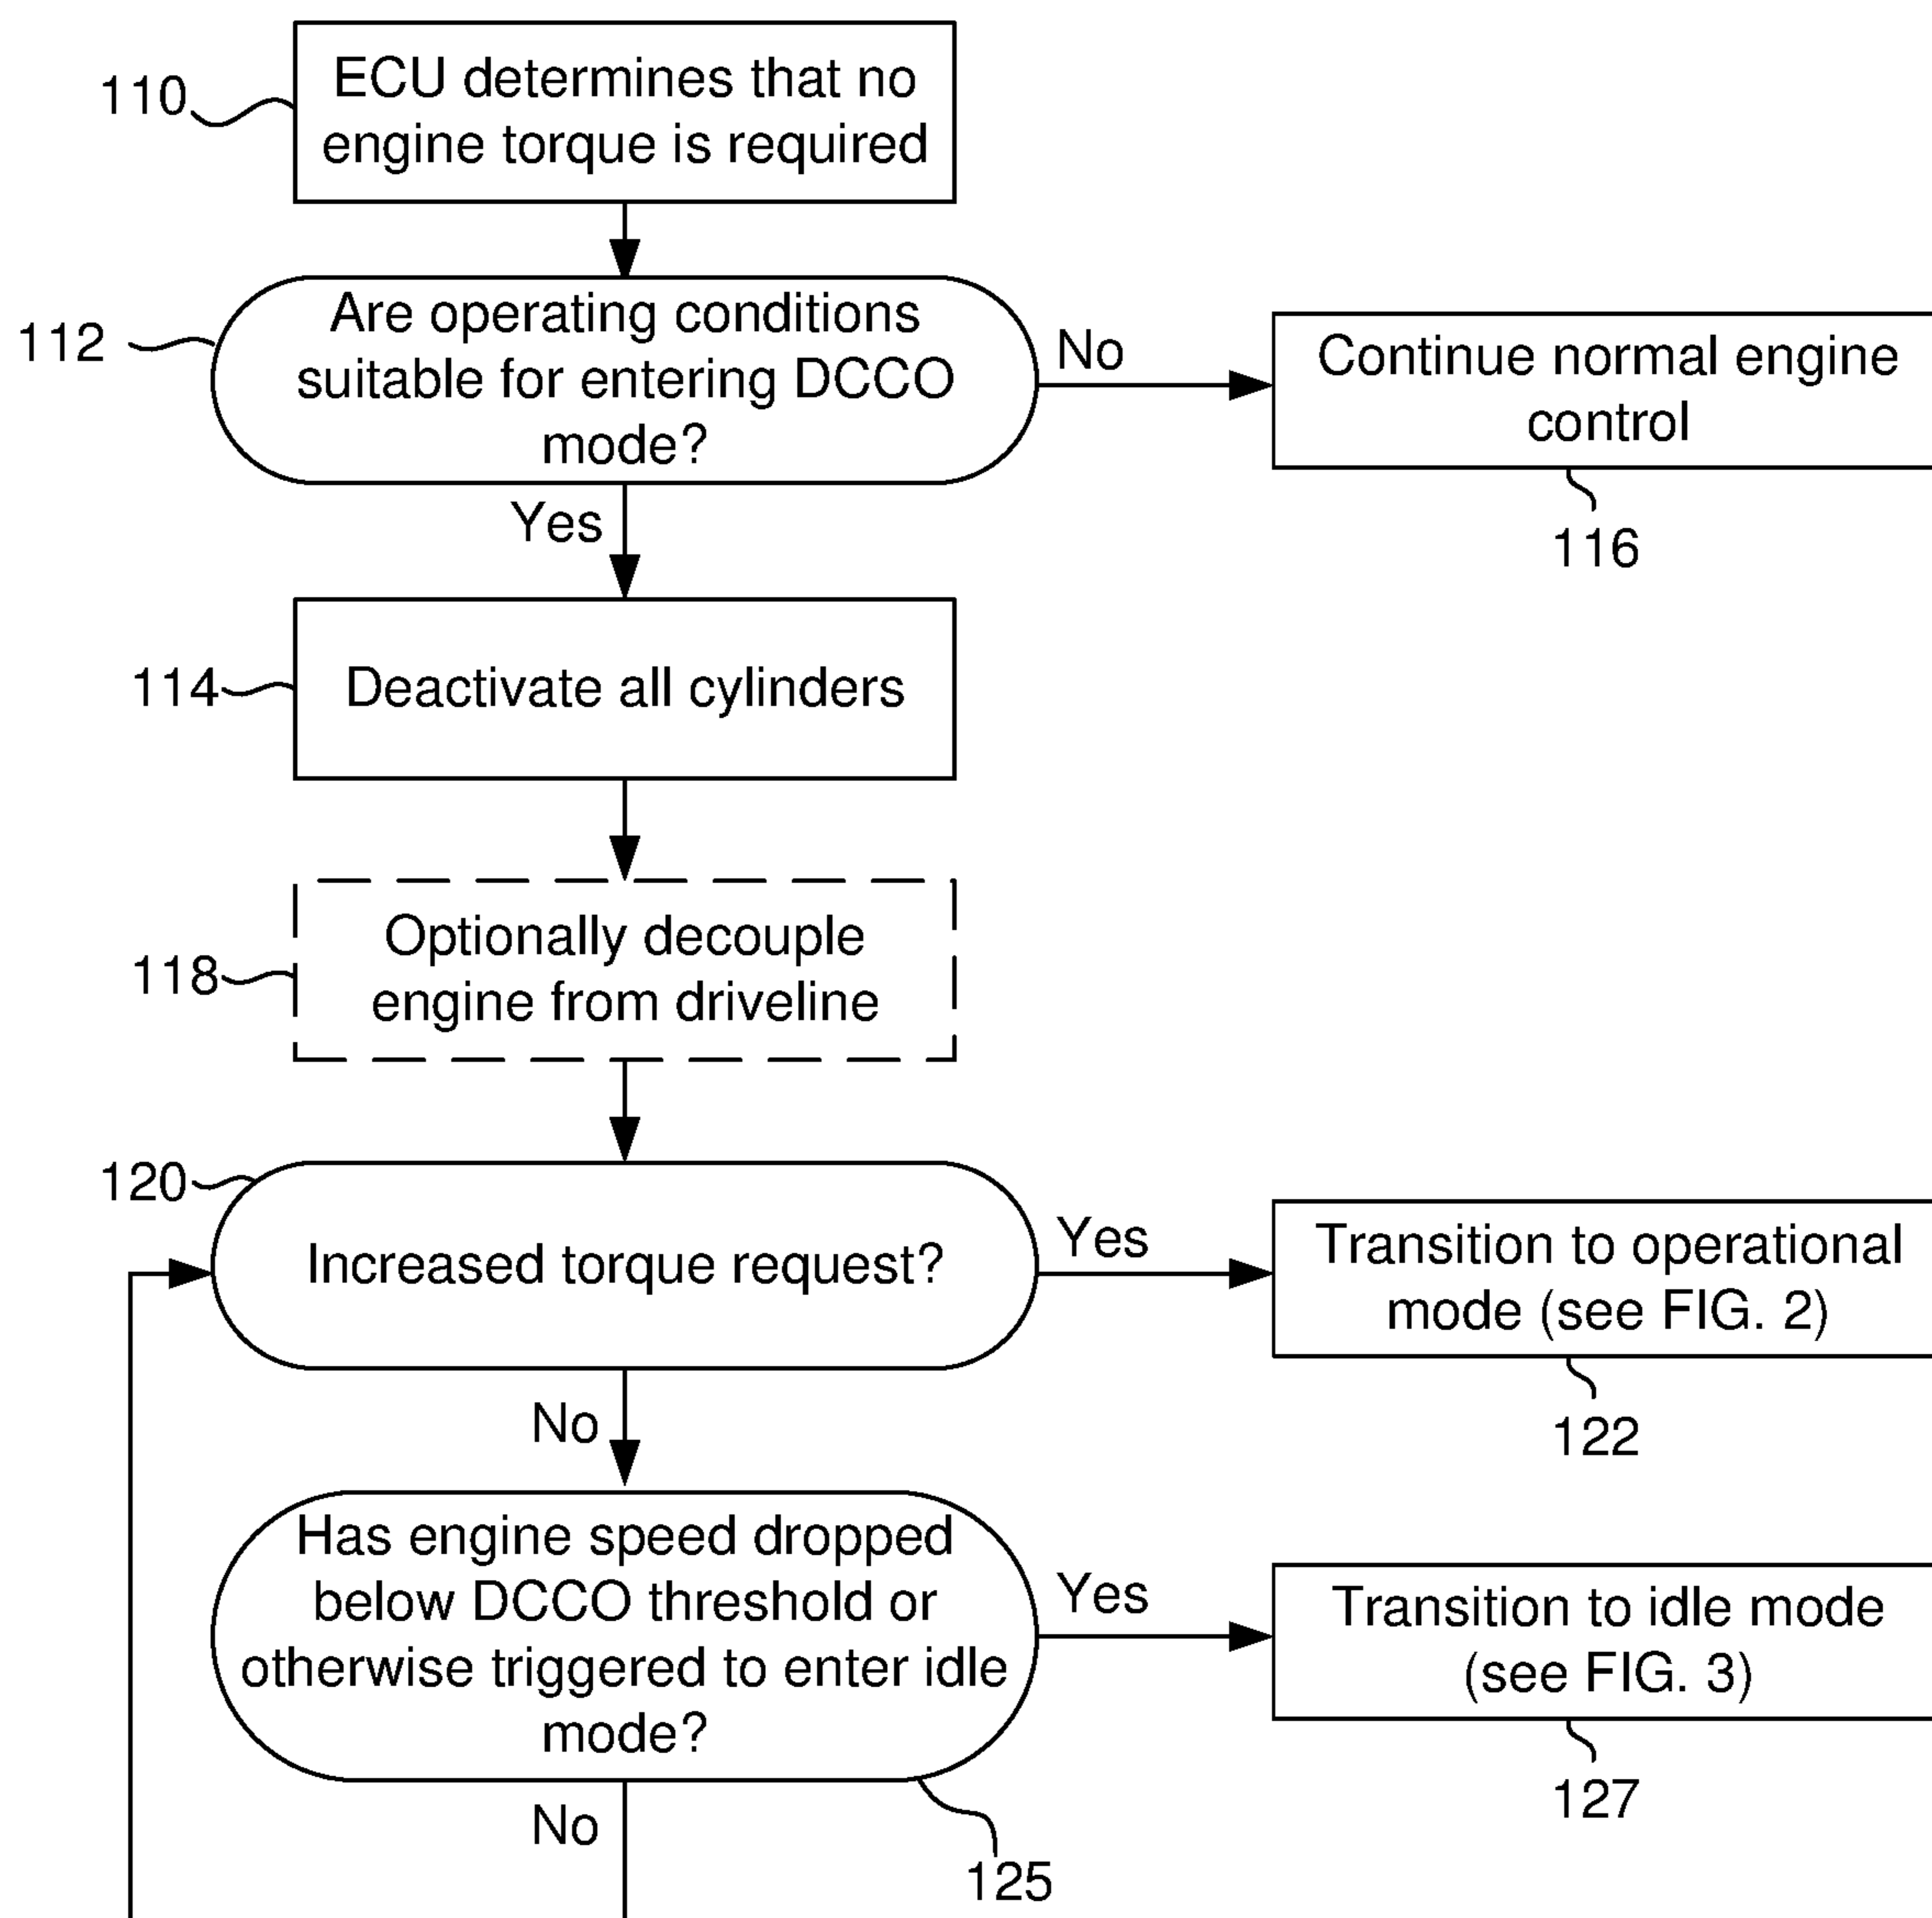 110
ECU determines that no
engine torque is required
112
Are operating conditions
suitable for entering DCCO
mode?
No
Continue normal engine
control
116
Yes
114
Deactivate all cylinders
118
Optionally decouple
engine from driveline
120
Increased torque request?
Yes
Transition to operational
mode (see FIG. 2)
122
No
Has engine speed dropped
below DCCO threshold or
otherwise triggered to enter idle
mode?
Yes
Transition to idle mode
(see FIG. 3)
127
No
125